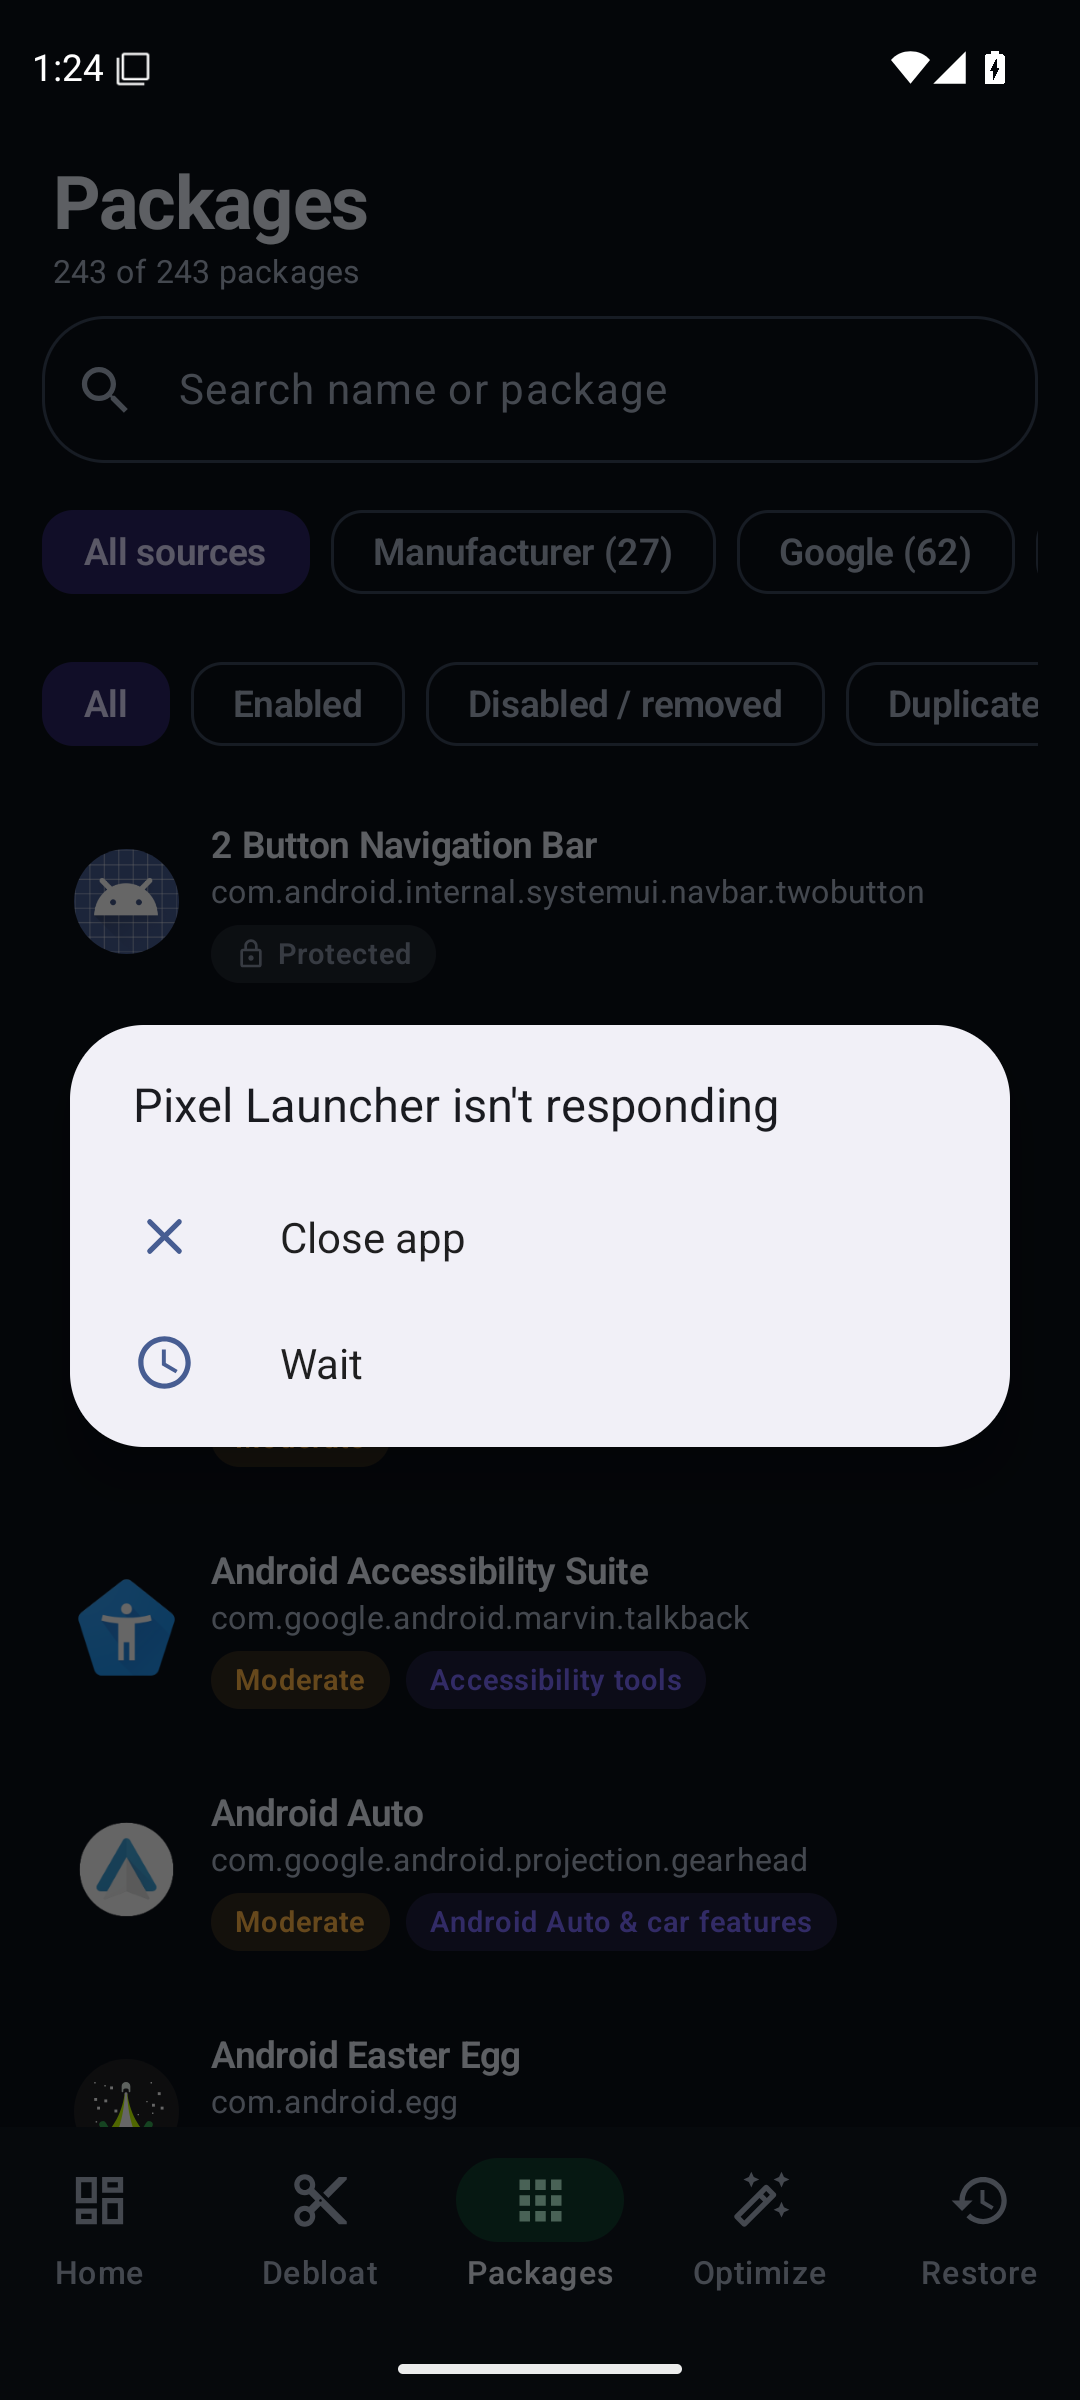 1:24
Packages
243 of 243 packages
Search name or package
All sources
Manufacturer (27)
Google (62)
All
Enabled
Disabled / removed
Duplicate
2 Button Navigation Bar
com.android.internal.systemui.navbar.twobutton
Protected
Pixel Launcher isn't responding
Close app
Wait
Android Accessibility Suite
com.google.android.marvin.talkback
Moderate
Accessibility tools
Android Auto
com.google.android.projection.gearhead
Moderate
Android Auto & car features
Android Easter Egg
com.android.egg
Home
Debloat
Packages
Optimize
Restore